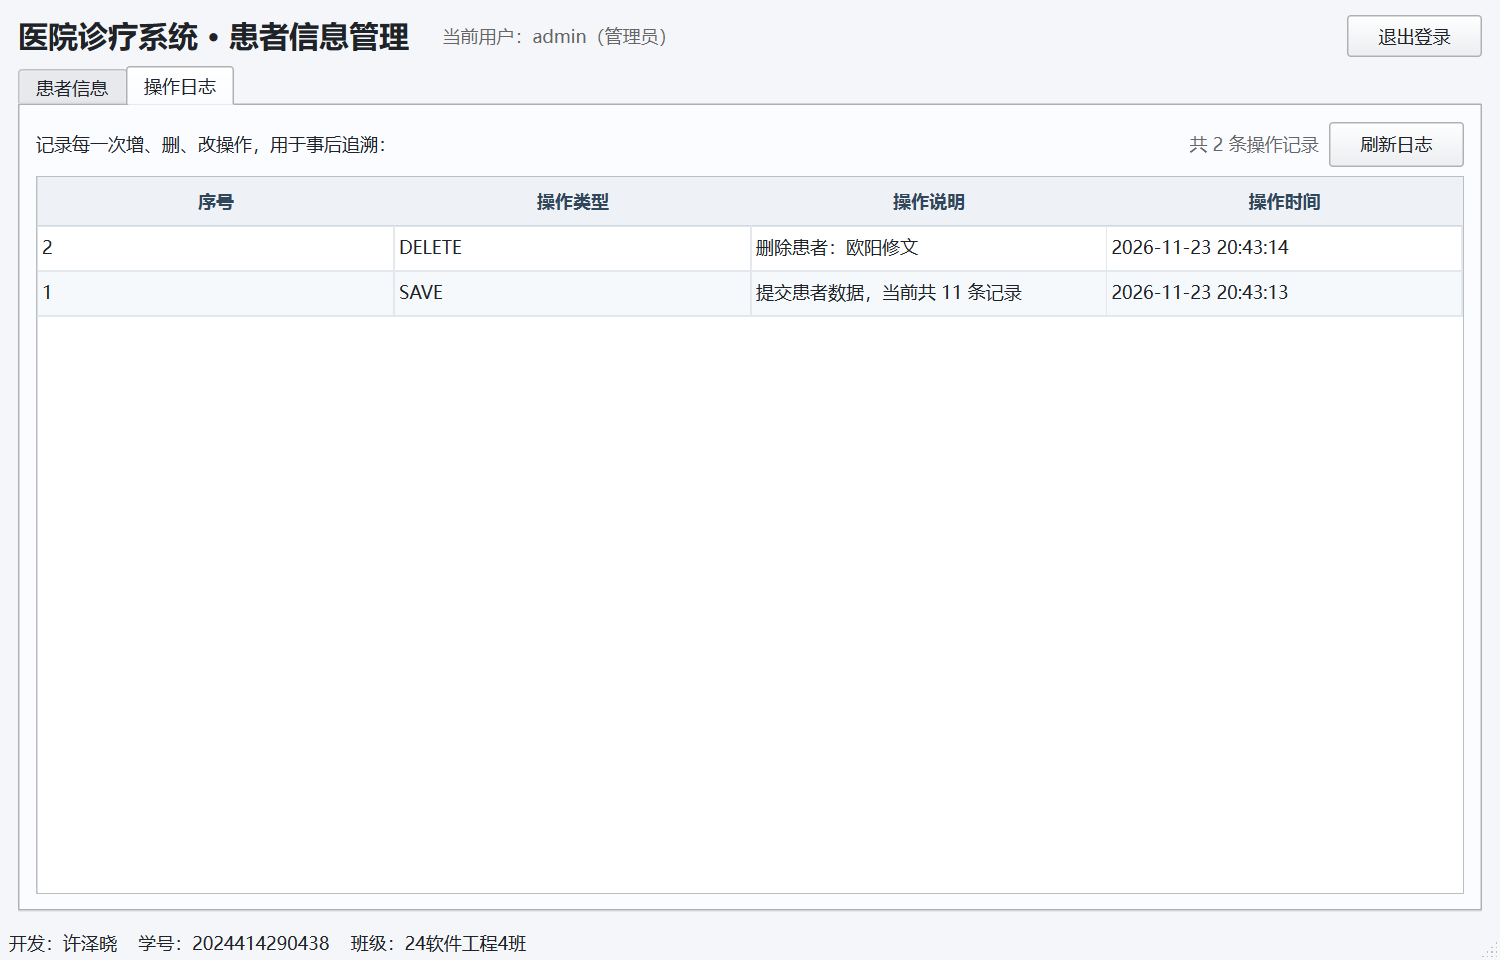 医院诊疗系统 • 患者信息管理 当前用户：admin（管理员） 退出登录
患者信息 操作日志
记录每一次增、删、改操作，用于事后追溯： 共 2 条操作记录 刷新日志
序号 操作类型 操作说明 操作时间
2 DELETE 删除患者：欧阳修文 2026-11-23 20:43:14
1 SAVE 提交患者数据，当前共 11 条记录 2026-11-23 20:43:13
开发：许泽晓 学号：2024414290438 班级：24软件工程4班